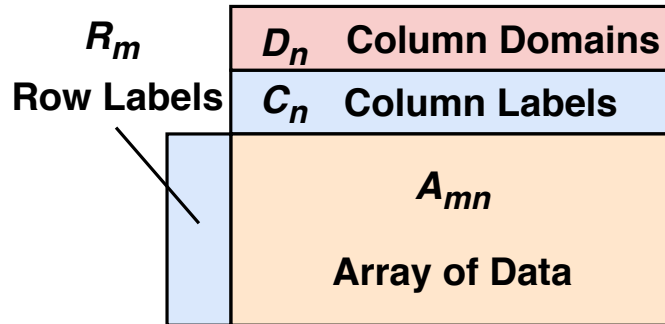 R_m
Row Labels
D_n Column Domains
C_n Column Labels
A_mn
Array of Data